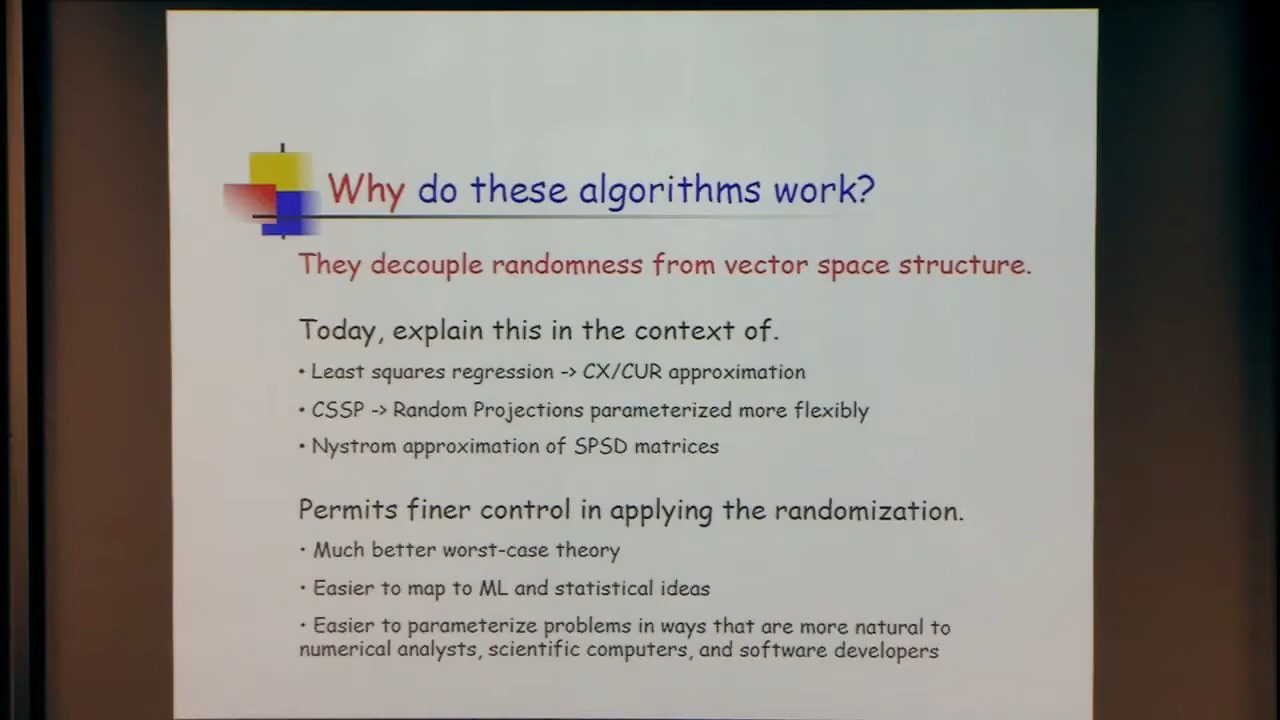 Why do these algorithms work?
They decouple randomness from vector space structure.
Today, explain this in the context of.
• Least squares regression -> CX/CUR approximation
• CSSP -> Random Projections parameterized more flexibly
• Nystrom approximation of SPSD matrices
Permits finer control in applying the randomization.
• Much better worst-case theory
• Easier to map to ML and statistical ideas
• Easier to parameterize problems in ways that are more natural to
numerical analysts, scientific computers, and software developers